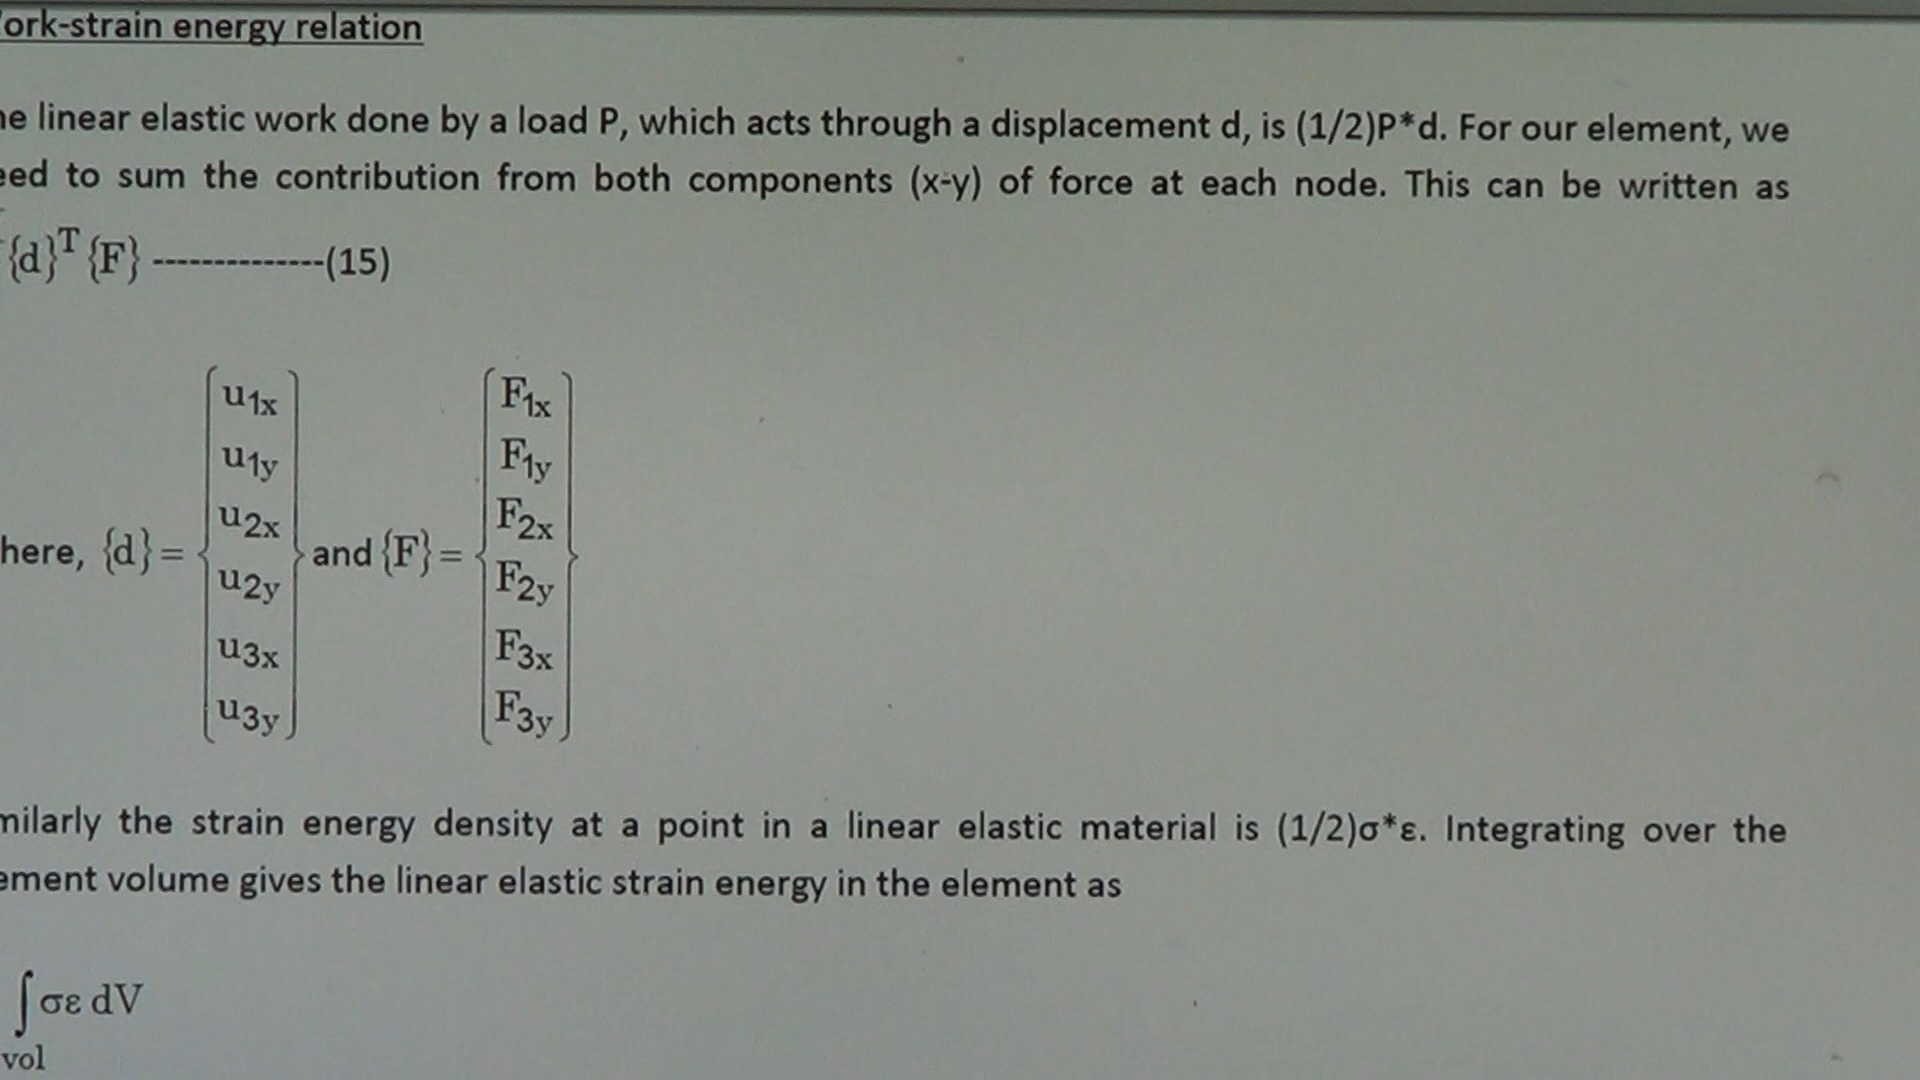 ork-strain energy relation
he linear elastic work done by a load P, which acts through a displacement d, is (1/2)P*d. For our element, we
eed to sum the contribution from both components (x-y) of force at each node. This can be written as
{d}ᵀ {F} --------------(15)
here, {d} = { u1x u1y u2x u2y u3x u3y } and {F} = { F1x F1y F2x F2y F3x F3y }
milarly the strain energy density at a point in a linear elastic material is (1/2)σ*ε. Integrating over the
ement volume gives the linear elastic strain energy in the element as
∫σε dV
vol